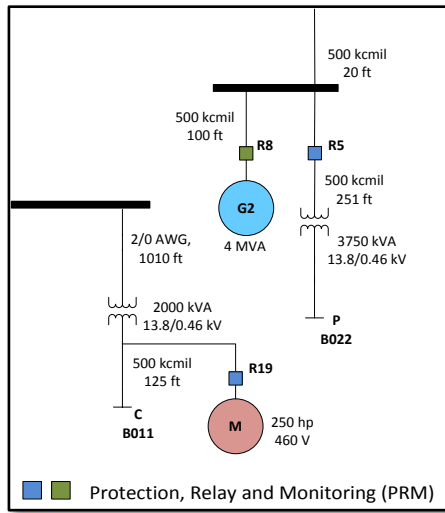 500 kcmil
20 ft
500 kcmil
100 ft
R8
R5
500 kcmil
251 ft
G2
4 MVA
2/0 AWG,
1010 ft
3750 kVA
13.8/0.46 kV
2000 kVA
13.8/0.46 kV
P
B022
R19
500 kcmil
125 ft
C
B011
M
250 hp
460 V
Protection, Relay and Monitoring (PRM)